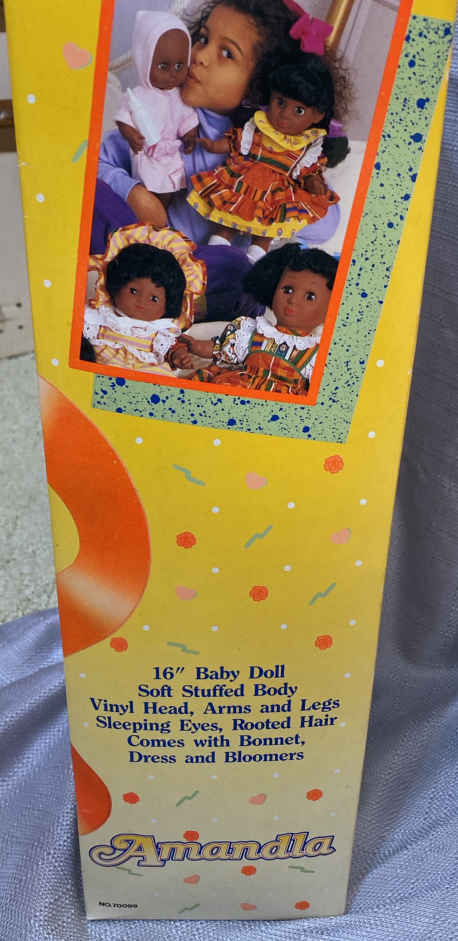 16" Baby Doll
Soft Stuffed Body
Vinyl Head, Arms and Legs
Sleeping Eyes, Rooted Hair
Comes with Bonnet,
Dress and Bloomers
Amandla
NO.70099